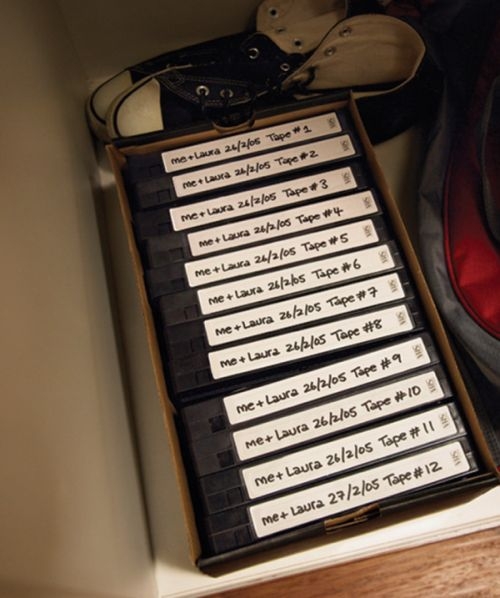 me + Laura 26/2/05 Tape #1
me + Laura 26/2/05 Tape #2
me + Laura 26/2/05 Tape #3
me + Laura 26/2/05 Tape #4
me + Laura 26/2/05 Tape #5
me + Laura 26/2/05 Tape #6
me + Laura 26/2/05 Tape #7
me + Laura 26/2/05 Tape #8
me + Laura 26/2/05 Tape #9
me + Laura 26/2/05 Tape #10
me + Laura 26/2/05 Tape #11
me + Laura 27/2/05 Tape #12